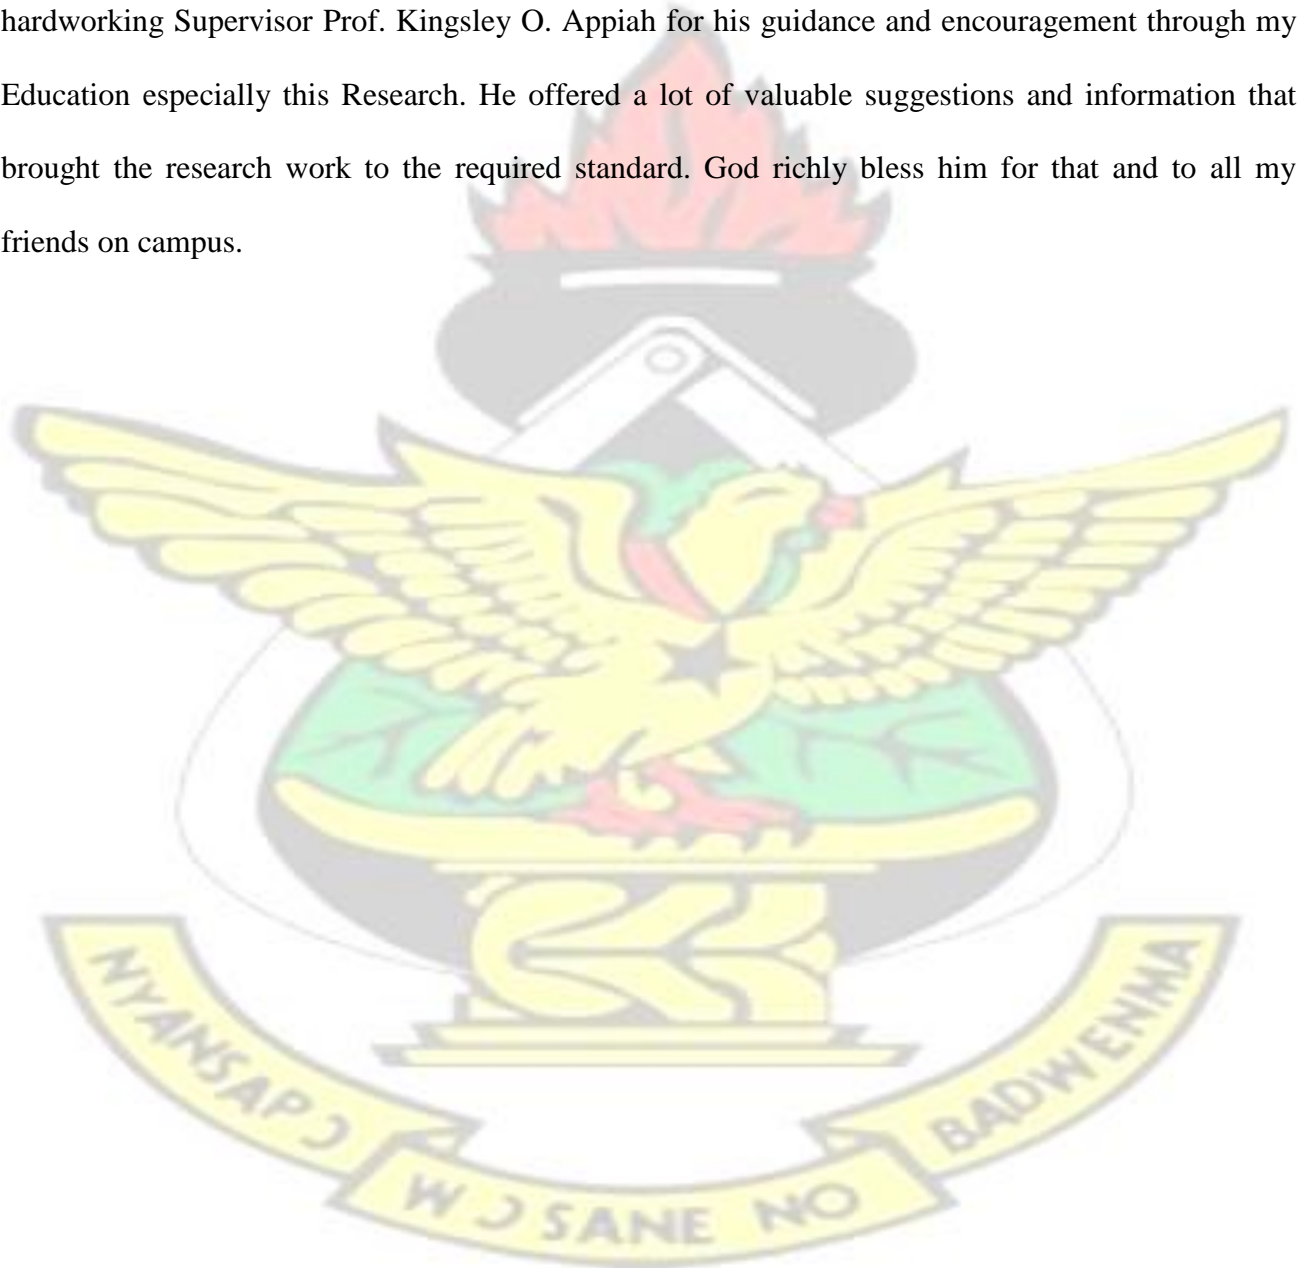 hardworking Supervisor Prof. Kingsley O. Appiah for his guidance and encouragement through my
Education especially this Research. He offered a lot of valuable suggestions and information that
brought the research work to the required standard. God richly bless him for that and to all my
friends on campus.
NYANSAPƆ
WƆSANE NO
BADWENMA